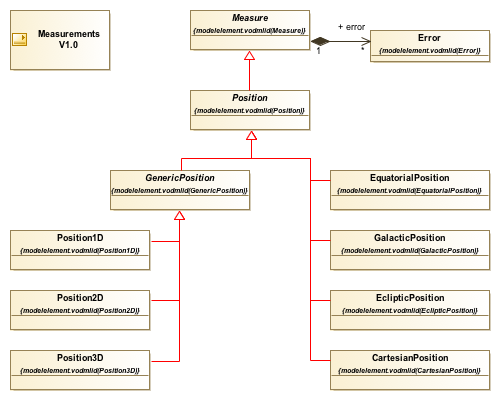 Measurements
V1.0
Measure
{modelelement.vodmlid(Measure)}
+ error
1
*
Error
{modelelement.vodmlid(Error)}
Position
{modelelement.vodmlid(Position)}
GenericPosition
{modelelement.vodmlid(GenericPosition)}
EquatorialPosition
{modelelement.vodmlid(EquatorialPosition)}
Position1D
{modelelement.vodmlid(Position1D)}
GalacticPosition
{modelelement.vodmlid(GalacticPosition)}
Position2D
{modelelement.vodmlid(Position2D)}
EclipticPosition
{modelelement.vodmlid(EclipticPosition)}
Position3D
{modelelement.vodmlid(Position3D)}
CartesianPosition
{modelelement.vodmlid(CartesianPosition)}